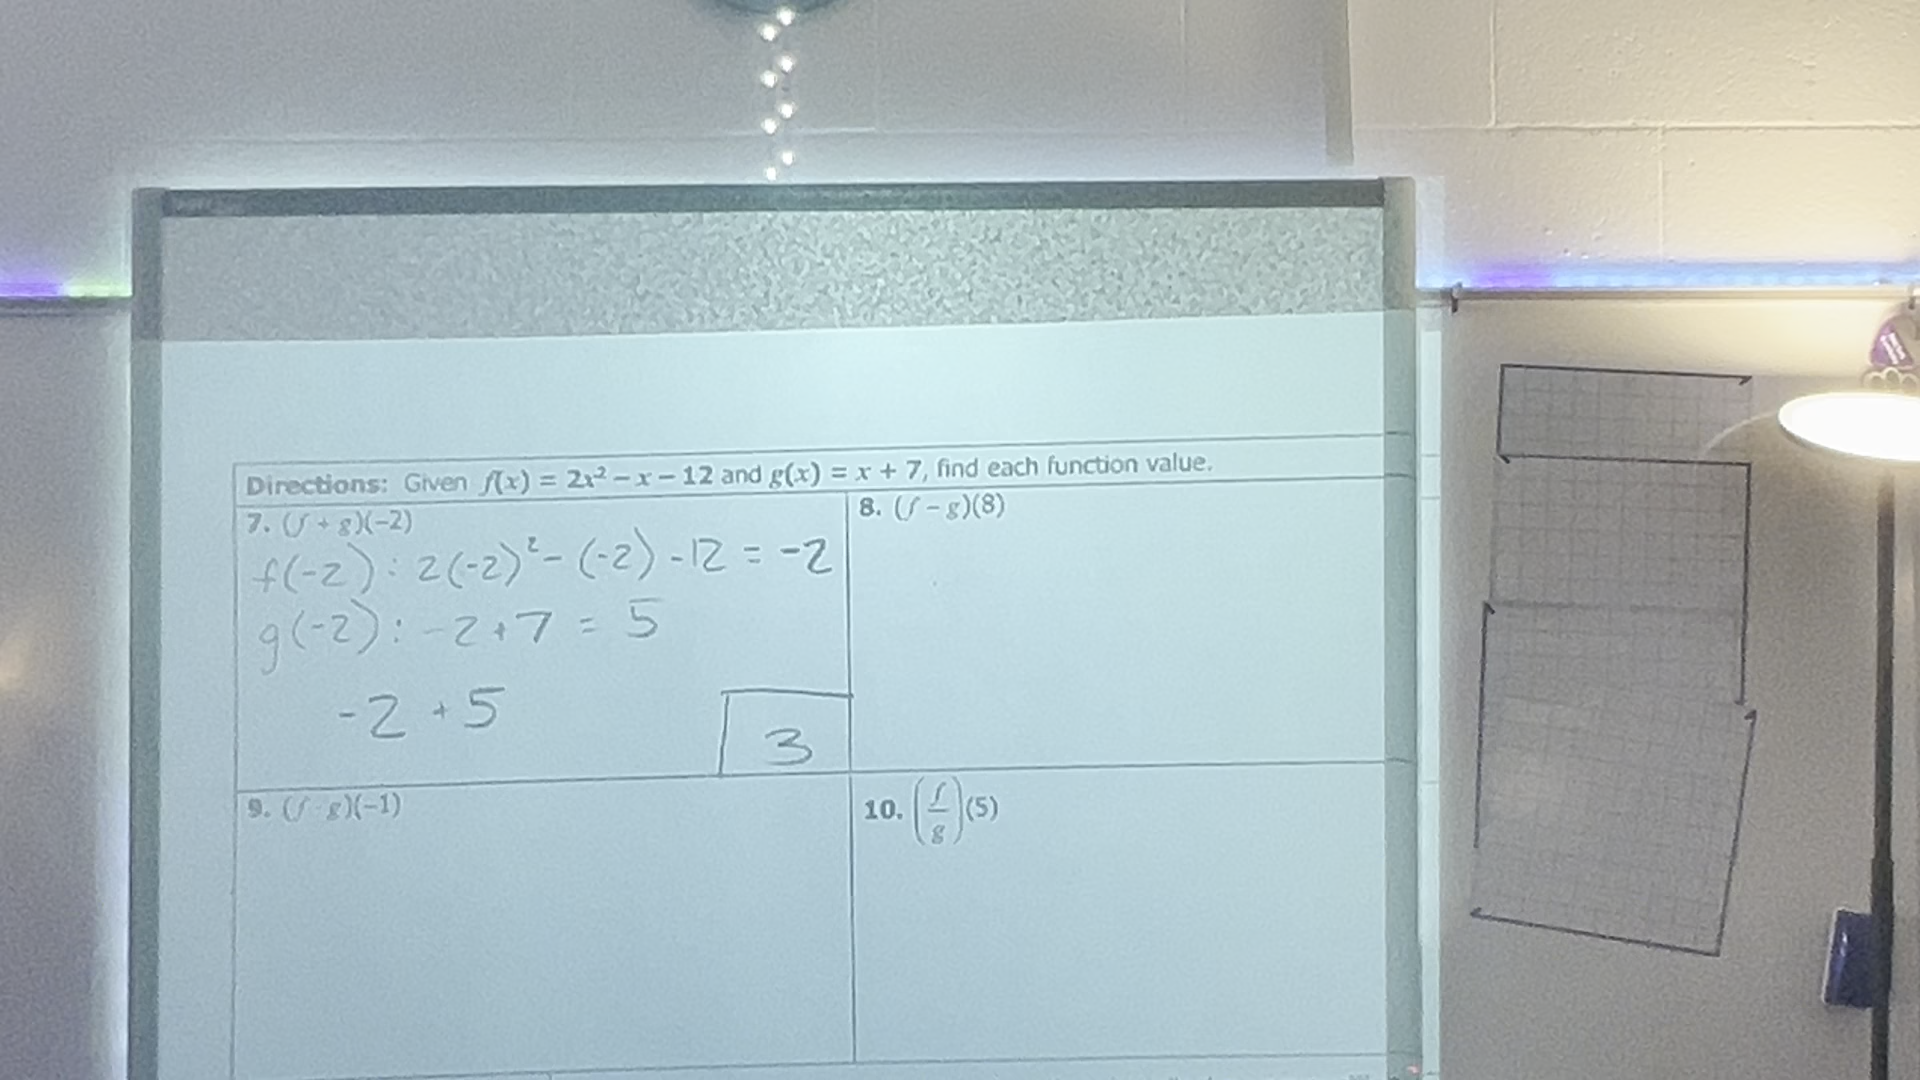 Directions: Given f(x) = 2x² – x – 12 and g(x) = x + 7, find each function value.
7. (f + g)(–2)
f(-2): 2(-2)² - (-2) - 12 = -2
g(-2): -2 + 7 = 5
-2 + 5
3
8. (f – g)(8)
9. (f · g)(–1)
10. (f/g)(5)